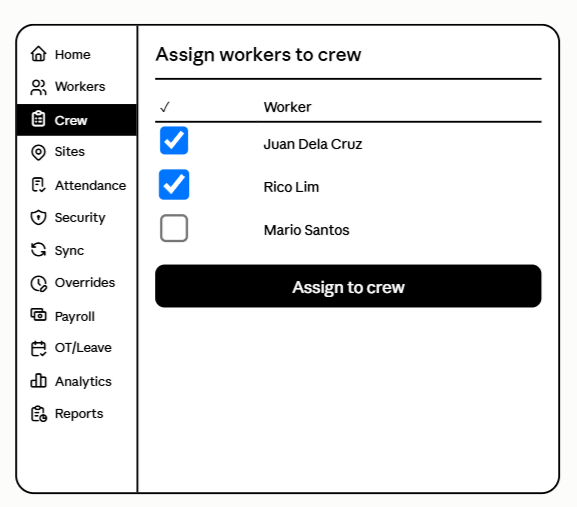 Home
Workers
Crew
Sites
Attendance
Security
Sync
Overrides
Payroll
OT/Leave
Analytics
Reports
Assign workers to crew
✓ Worker
Juan Dela Cruz
Rico Lim
Mario Santos
Assign to crew